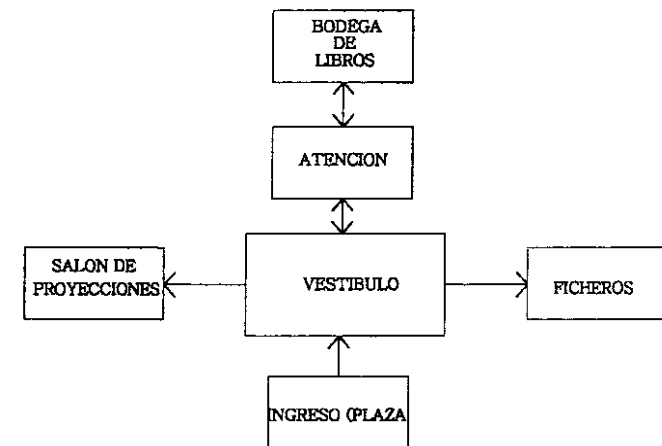 BODEGA
DE
LIBROS
ATENCION
SALON DE
PROYECCIONES
VESTIBULO
FICHEROS
INGRESO (PLAZA